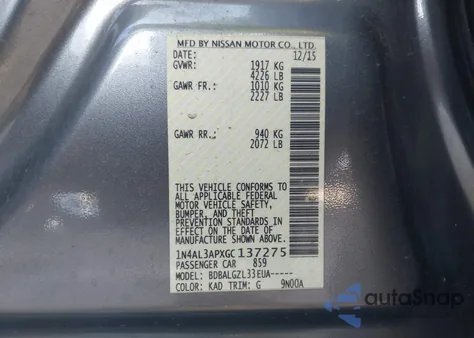 MFD BY NISSAN MOTOR CO., LTD.
DATE: 12/15
GVWR: 1917 KG
4226 LB
GAWR FR.: 1010 KG
2227 LB
GAWR RR.: 940 KG
2072 LB
THIS VEHICLE CONFORMS TO
ALL APPLICABLE FEDERAL
MOTOR VEHICLE SAFETY,
BUMPER, AND THEFT
PREVENTION STANDARDS IN
EFFECT ON THE DATE OF
MANUFACTURE SHOWN ABOVE.
1N4AL3APXGC137275
PASSENGER CAR 859
MODEL: BDBALGZL33EUA-----
COLOR: KAD TRIM: G 9N00A
autoSnap